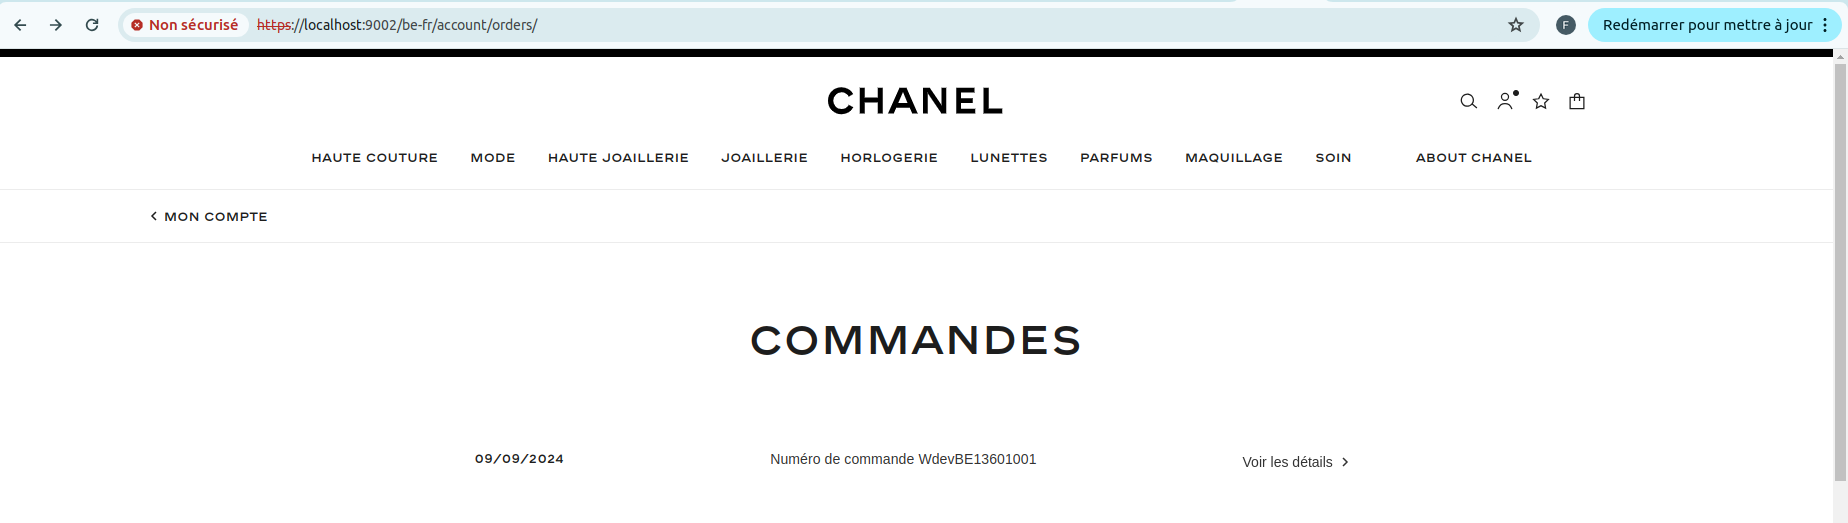 Non sécurisé https://localhost:9002/be-fr/account/orders/ F Redémarrer pour mettre à jour
CHANEL
HAUTE COUTURE MODE HAUTE JOAILLERIE JOAILLERIE HORLOGERIE LUNETTES PARFUMS MAQUILLAGE SOIN ABOUT CHANEL
MON COMPTE
COMMANDES
09/09/2024 Numéro de commande WdevBE13601001 Voir les détails